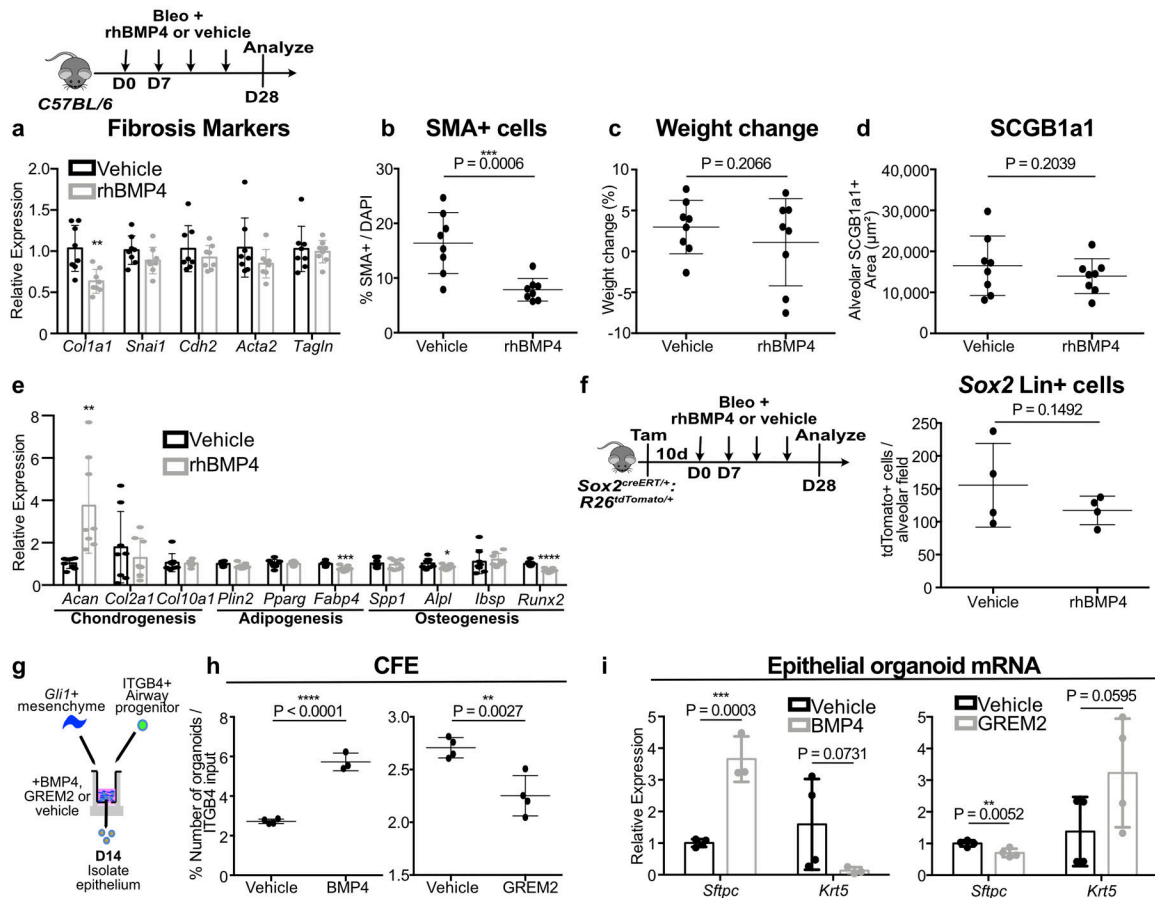 Bleo +
rhBMP4 or vehicle
Analyze
D0 D7
D28
C57BL/6
a Fibrosis Markers
Relative Expression
2.0
1.5
1.0
0.5
0.0
Vehicle
rhBMP4
**
Col1a1 Snai1 Cdh2 Acta2 Tagln
b SMA+ cells
***
P = 0.0006
% SMA+ / DAPI
30
20
10
0
Vehicle rhBMP4
c Weight change
P = 0.2066
Weight change (%)
10
5
0
-5
-10
Vehicle rhBMP4
d SCGB1a1
P = 0.2039
Alveolar SCGB1a1+
Area (µm²)
40,000
30,000
20,000
10,000
0
Vehicle rhBMP4
e
Relative Expression
8
6
4
2
0
Vehicle
rhBMP4
** *** * ****
Acan Col2a1 Col10a1 Plin2 Pparg Fabp4 Spp1 Alpl Ibsp Runx2
Chondrogenesis Adipogenesis Osteogenesis
f
Bleo +
rhBMP4 or vehicle
Tam
Analyze
10d
D0 D7
D28
Sox2creERT/+:
R26tdTomato/+
Sox2 Lin+ cells
P = 0.1492
tdTomato+ cells /
alveolar field
250
200
150
100
50
0
Vehicle rhBMP4
g
Gli1+
mesenchyme
ITGB4+
Airway
progenitor
+BMP4,
GREM2 or
vehicle
D14
Isolate
epithelium
h CFE
% Number of organoids /
ITGB4 input
****
P < 0.0001
8
6
4
2
0
Vehicle BMP4
**
P = 0.0027
3.0
2.5
2.0
1.5
Vehicle GREM2
i Epithelial organoid mRNA
Relative Expression
***
P = 0.0003
Vehicle
BMP4
P = 0.0731
5
4
3
2
1
0
Sftpc Krt5
Vehicle
GREM2
P = 0.0595
**
P = 0.0052
5
4
3
2
1
0
Sftpc Krt5